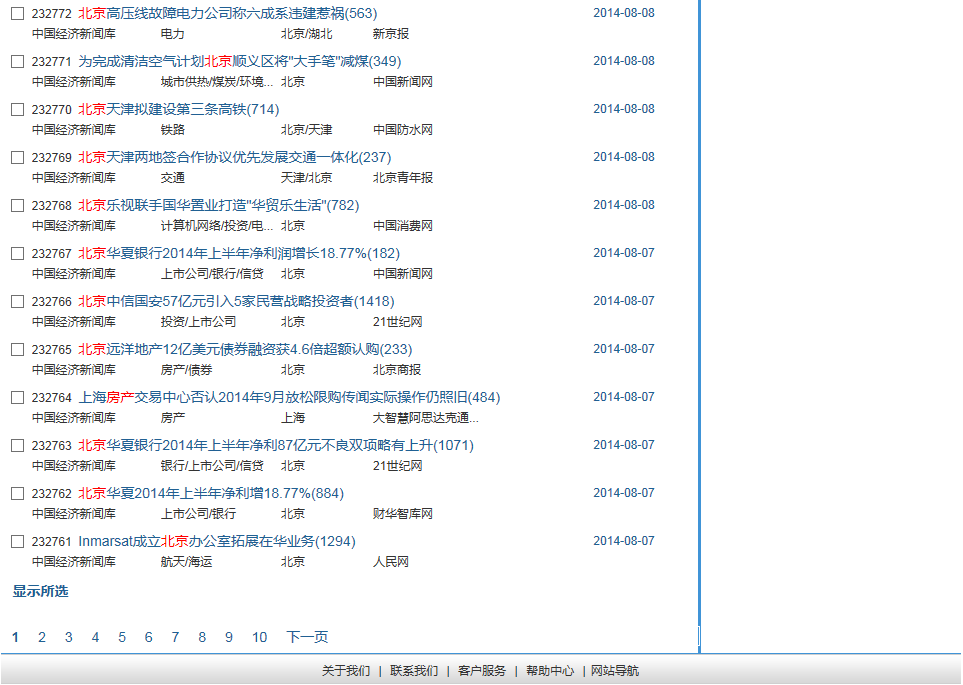 232772 北京高压线故障电力公司称六成系违建惹祸(563) 2014-08-08
中国经济新闻库 电力 北京/湖北 新京报
232771 为完成清洁空气计划北京顺义区将"大手笔"减煤(349) 2014-08-08
中国经济新闻库 城市供热/煤炭/环境... 北京 中国新闻网
232770 北京天津拟建设第三条高铁(714) 2014-08-08
中国经济新闻库 铁路 北京/天津 中国防水网
232769 北京天津两地签合作协议优先发展交通一体化(237) 2014-08-08
中国经济新闻库 交通 天津/北京 北京青年报
232768 北京乐视联手国华置业打造"华贸乐生活"(782) 2014-08-08
中国经济新闻库 计算机网络/投资/电... 北京 中国消费网
232767 北京华夏银行2014年上半年净利润增长18.77%(182) 2014-08-07
中国经济新闻库 上市公司/银行/信贷 北京 中国新闻网
232766 北京中信国安57亿元引入5家民营战略投资者(1418) 2014-08-07
中国经济新闻库 投资/上市公司 北京 21世纪网
232765 北京远洋地产12亿美元债券融资获4.6倍超额认购(233) 2014-08-07
中国经济新闻库 房产/债券 北京 北京商报
232764 上海房产交易中心否认2014年9月放松限购传闻实际操作仍照旧(484) 2014-08-07
中国经济新闻库 房产 上海 大智慧阿思达克通...
232763 北京华夏银行2014年上半年净利87亿元不良双项略有上升(1071) 2014-08-07
中国经济新闻库 银行/上市公司/信贷 北京 21世纪网
232762 北京华夏2014年上半年净利增18.77%(884) 2014-08-07
中国经济新闻库 上市公司/银行 北京 财华智库网
232761 Inmarsat成立北京办公室拓展在华业务(1294) 2014-08-07
中国经济新闻库 航天/海运 北京 人民网
显示所选
1 2 3 4 5 6 7 8 9 10 下一页
关于我们 | 联系我们 | 客户服务 | 帮助中心 | 网站导航